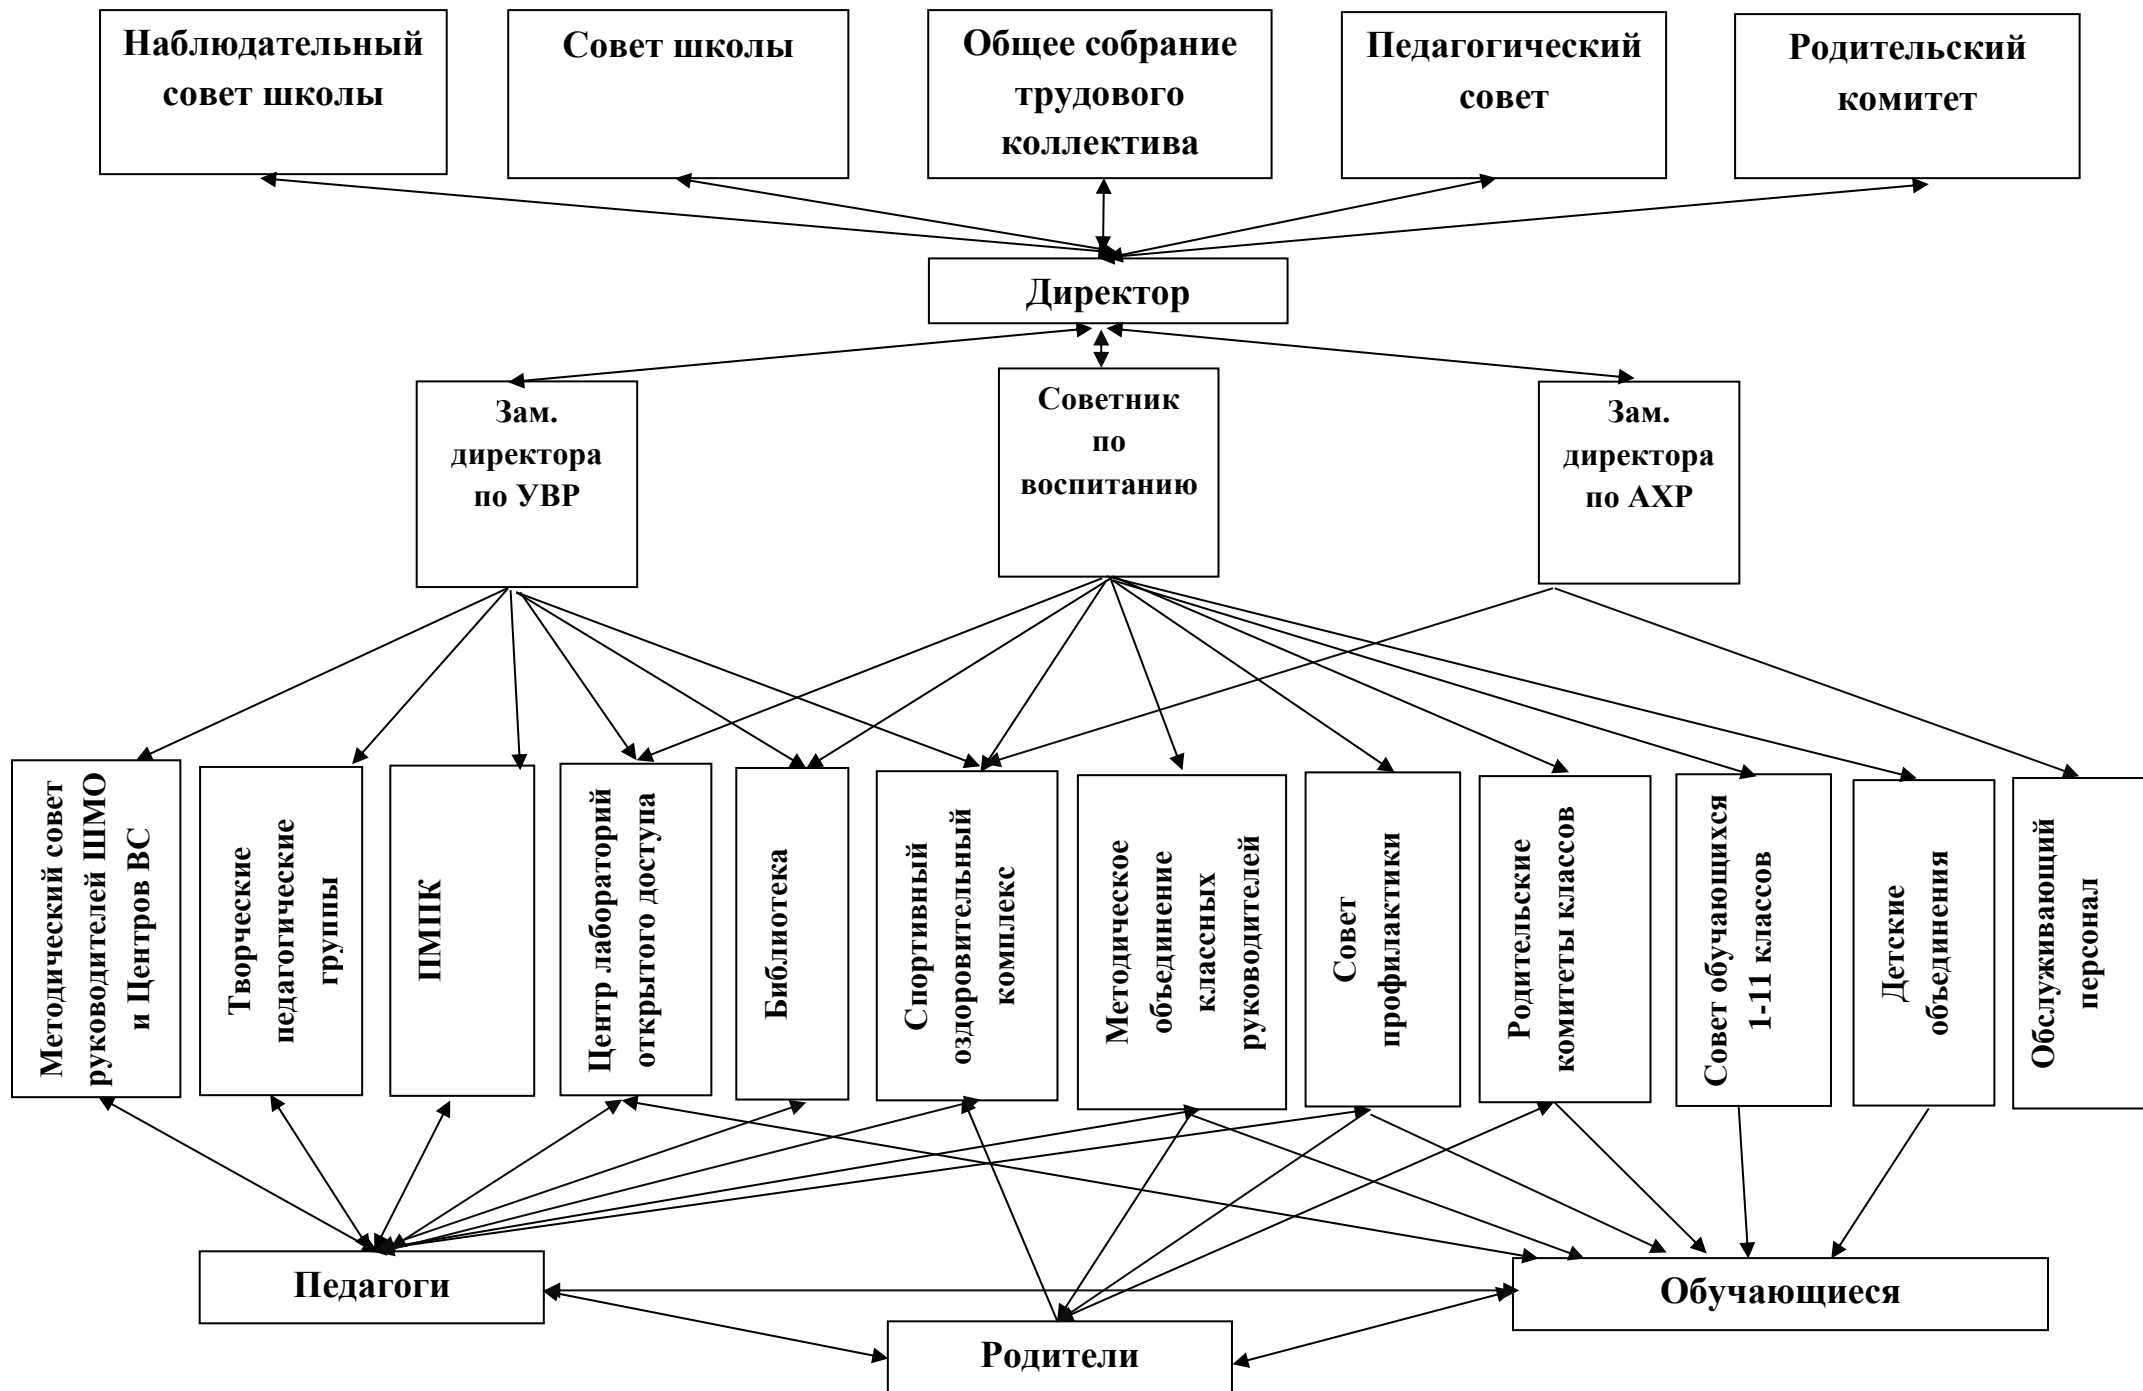 Наблюдательный
совет школы
Совет школы
Общее собрание
трудового
коллектива
Педагогический
совет
Родительский
комитет
Директор
Зам.
директора
по УВР
Советник
по
воспитанию
Зам.
директора
по АХР
Методический совет
руководителей ШМО
и Центров ВС
Творческие
педагогические
группы
ПМПК
Центр лабораторий
открытого доступа
Библиотека
Спортивный
оздоровительный
комплекс
Методическое
объединение
классных
руководителей
Совет
профилактики
Родительские
комитеты классов
Совет обучающихся
1-11 классов
Детские
объединения
Обслуживающий
персонал
Педагоги
Обучающиеся
Родители